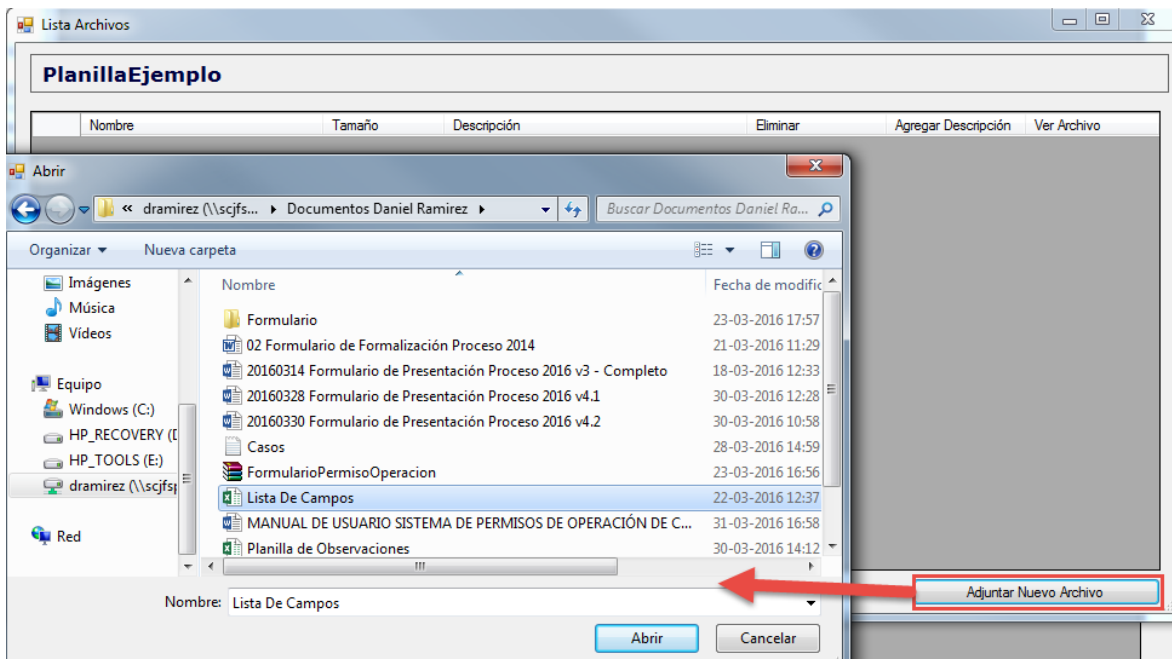 Lista Archivos
PlanillaEjemplo
Nombre Tamaño Descripción Eliminar Agregar Descripción Ver Archivo
Abrir
« dramirez (\\scjfs... Documentos Daniel Ramirez Buscar Documentos Daniel Ra...
Organizar Nueva carpeta
Imágenes
Música
Vídeos
Equipo
Windows (C:)
HP_RECOVERY (D
HP_TOOLS (E:)
dramirez (\\scjfsp
Red
Nombre Fecha de modific
Formulario 23-03-2016 17:57
02 Formulario de Formalización Proceso 2014 21-03-2016 11:29
20160314 Formulario de Presentación Proceso 2016 v3 - Completo 18-03-2016 12:33
20160328 Formulario de Presentación Proceso 2016 v4.1 30-03-2016 12:28
20160330 Formulario de Presentación Proceso 2016 v4.2 30-03-2016 10:58
Casos 28-03-2016 14:59
FormularioPermisoOperacion 23-03-2016 16:56
Lista De Campos 22-03-2016 12:37
MANUAL DE USUARIO SISTEMA DE PERMISOS DE OPERACIÓN DE C... 31-03-2016 16:58
Planilla de Observaciones 30-03-2016 14:12
Adjuntar Nuevo Archivo
Nombre: Lista De Campos
Abrir Cancelar